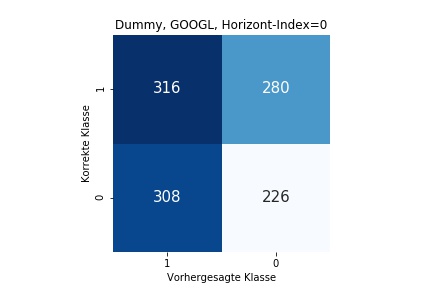 Dummy, GOOGL, Horizont-Index=0
Korrekte Klasse
1
316 280
0
308 226
1 0
Vorhergesagte Klasse